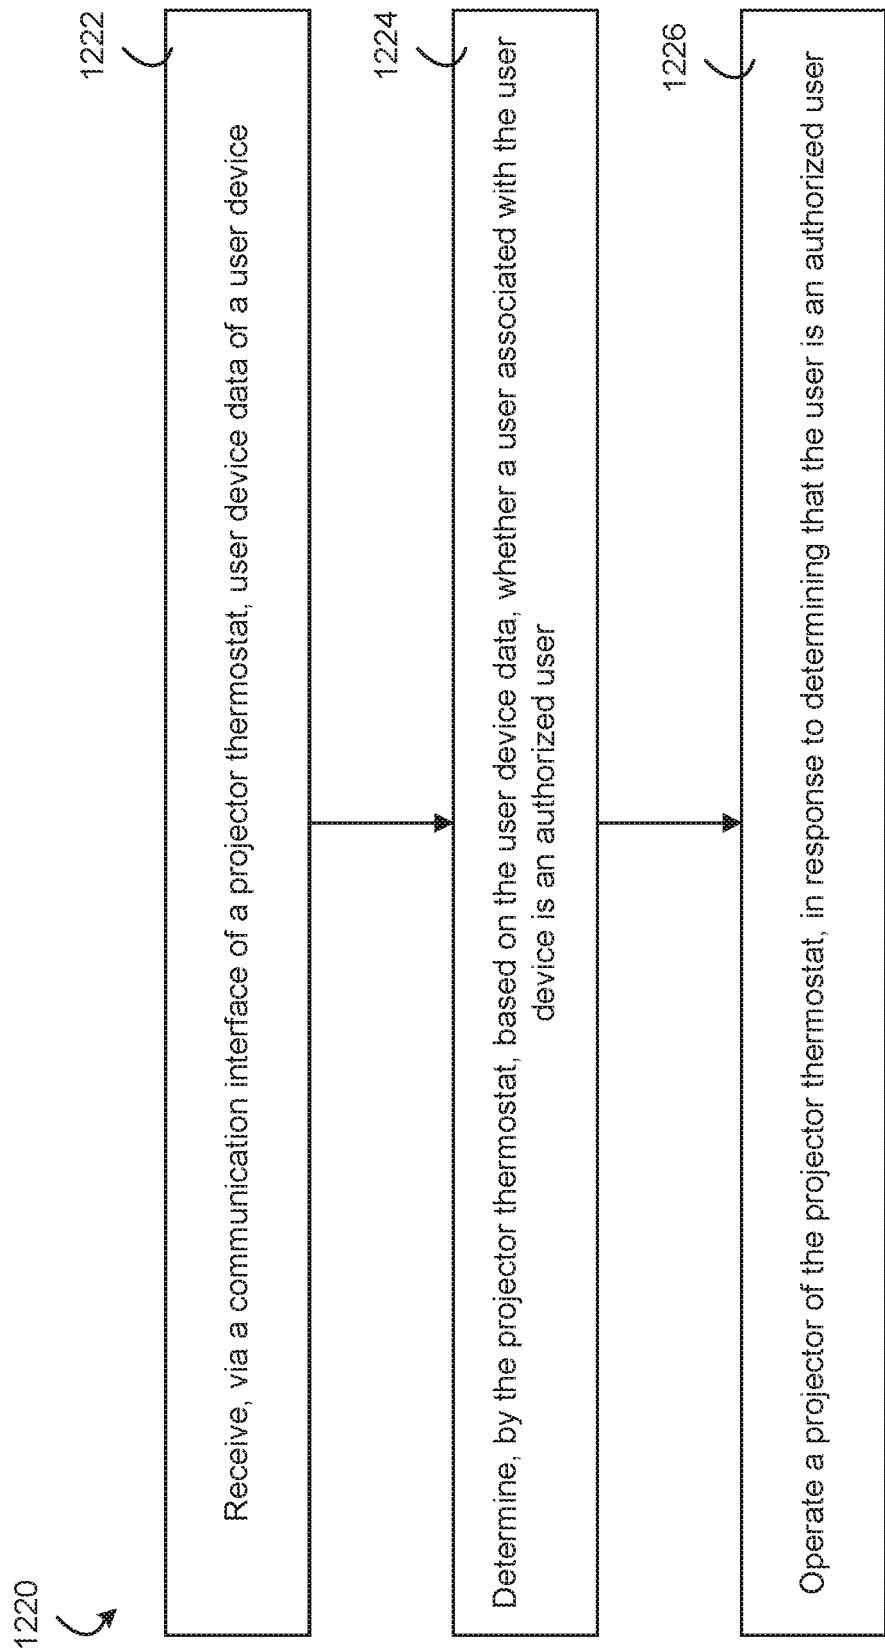 1220
1222
Receive, via a communication interface of a projector thermostat, user device data of a user device
1224
Determine, by the projector thermostat, based on the user device data, whether a user associated with the user
device is an authorized user
1226
Operate a projector of the projector thermostat, in response to determining that the user is an authorized user